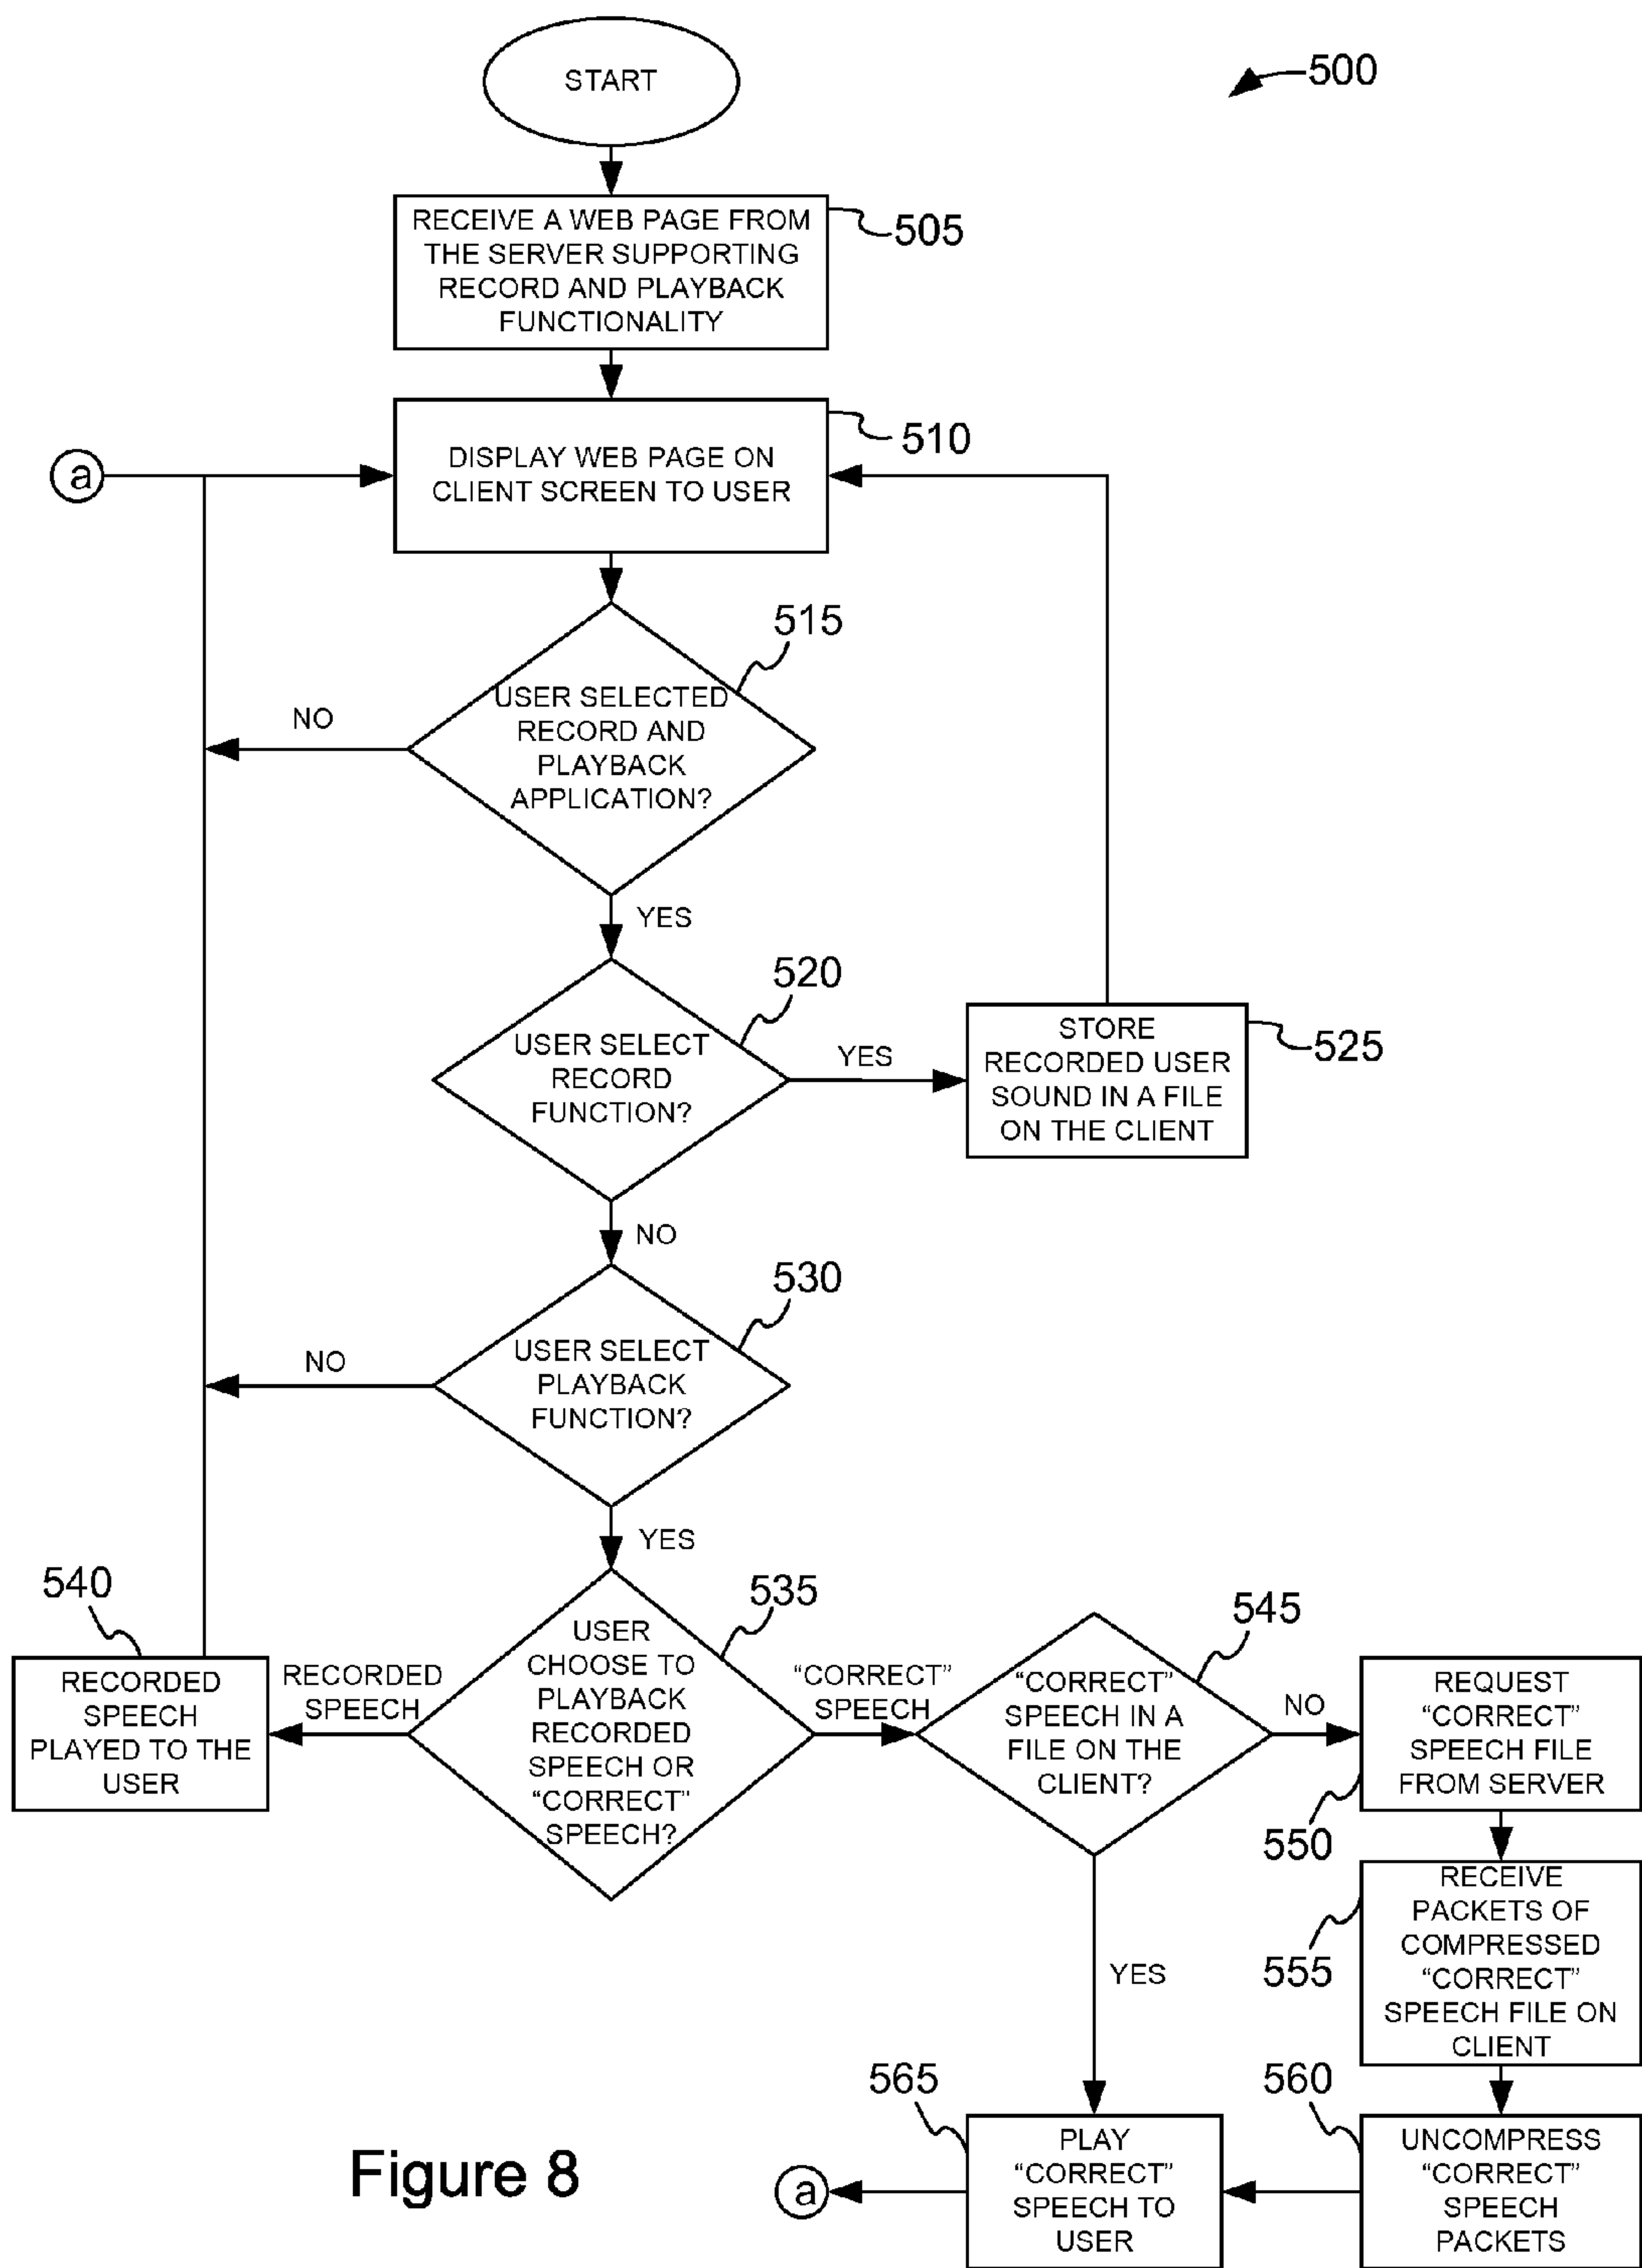 START
500
RECEIVE A WEB PAGE FROM
THE SERVER SUPPORTING
RECORD AND PLAYBACK
FUNCTIONALITY
505
DISPLAY WEB PAGE ON
CLIENT SCREEN TO USER
510
a
USER SELECTED
RECORD AND
PLAYBACK
APPLICATION?
515
NO
YES
USER SELECT
RECORD
FUNCTION?
520
YES
STORE
RECORDED USER
SOUND IN A FILE
ON THE CLIENT
525
NO
USER SELECT
PLAYBACK
FUNCTION?
530
NO
YES
USER
CHOOSE TO
PLAYBACK
RECORDED
SPEECH OR
“CORRECT”
SPEECH?
535
RECORDED
SPEECH
540
RECORDED
SPEECH
PLAYED TO THE
USER
“CORRECT”
SPEECH
“CORRECT”
SPEECH IN A
FILE ON THE
CLIENT?
545
NO
REQUEST
“CORRECT”
SPEECH FILE
FROM SERVER
550
RECEIVE
PACKETS OF
COMPRESSED
“CORRECT”
SPEECH FILE ON
CLIENT
555
YES
560
UNCOMPRESS
“CORRECT”
SPEECH
PACKETS
565
PLAY
“CORRECT”
SPEECH TO
USER
a
Figure 8